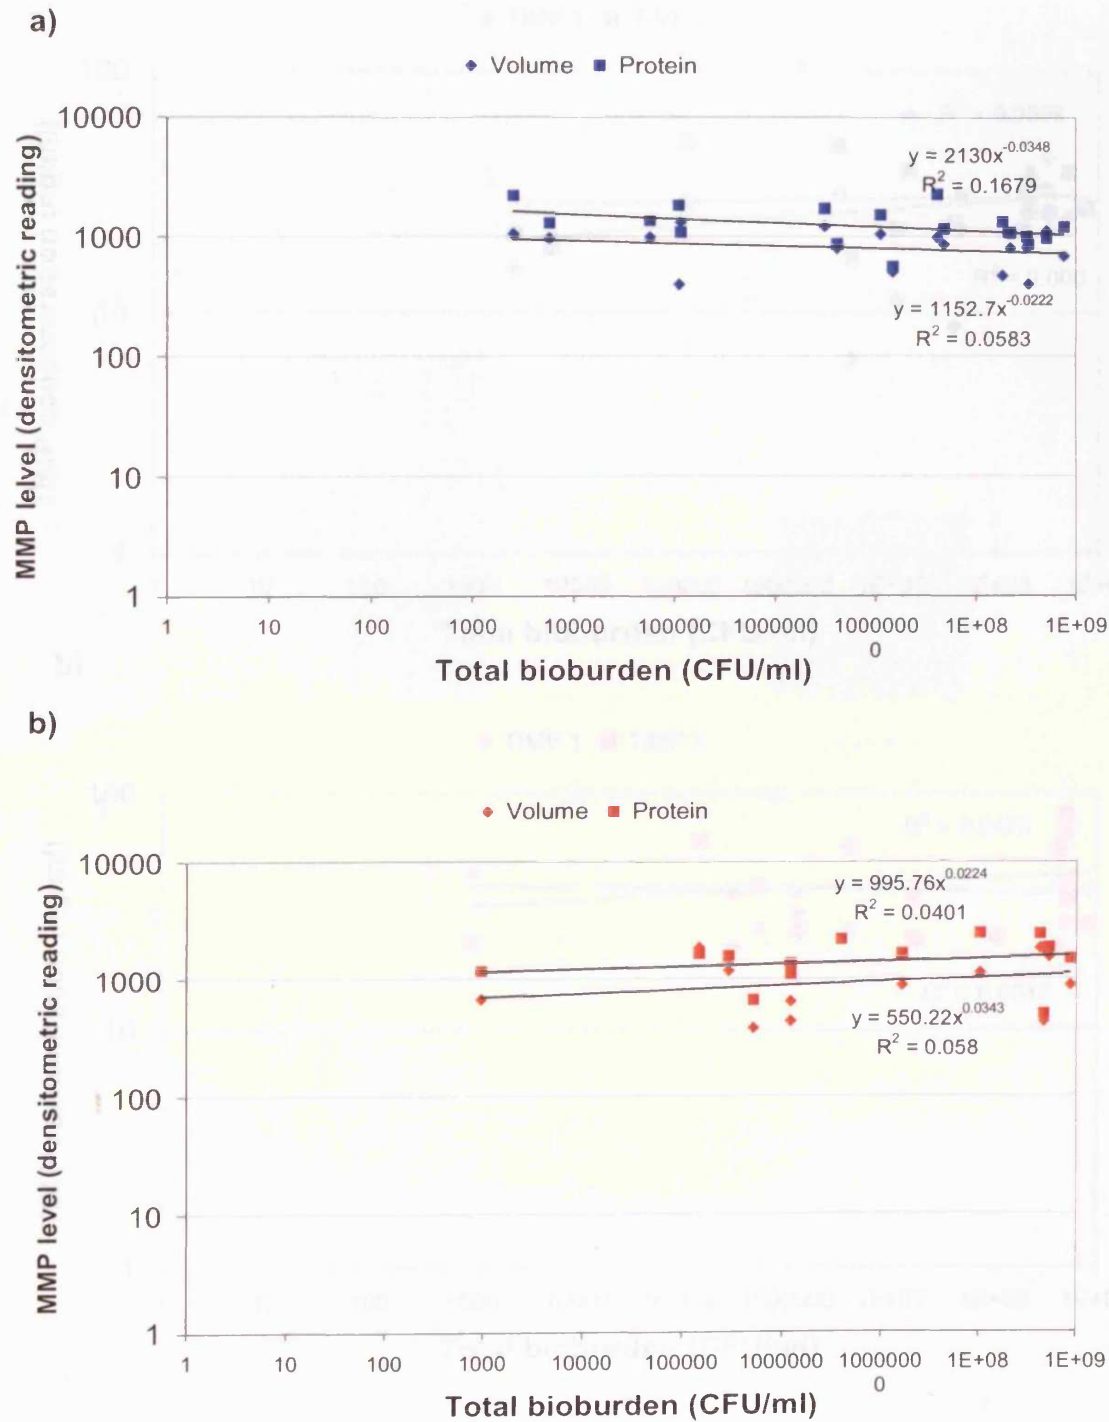 a)
Volume Protein
MMP lelvel (densitometric reading)
10000
1000
100
10
1
y = 2130x^-0.0348
R² = 0.1679
y = 1152.7x^-0.0222
R² = 0.0583
1 10 100 1000 10000 100000 1000000 1000000 1E+08 1E+09
0
Total bioburden (CFU/ml)
b)
Volume Protein
MMP level (densitometric reading)
10000
1000
100
10
1
y = 995.76x^0.0224
R² = 0.0401
y = 550.22x^0.0343
R² = 0.058
1 10 100 1000 10000 100000 1000000 1000000 1E+08 1E+09
0
Total bioburden (CFU/ml)